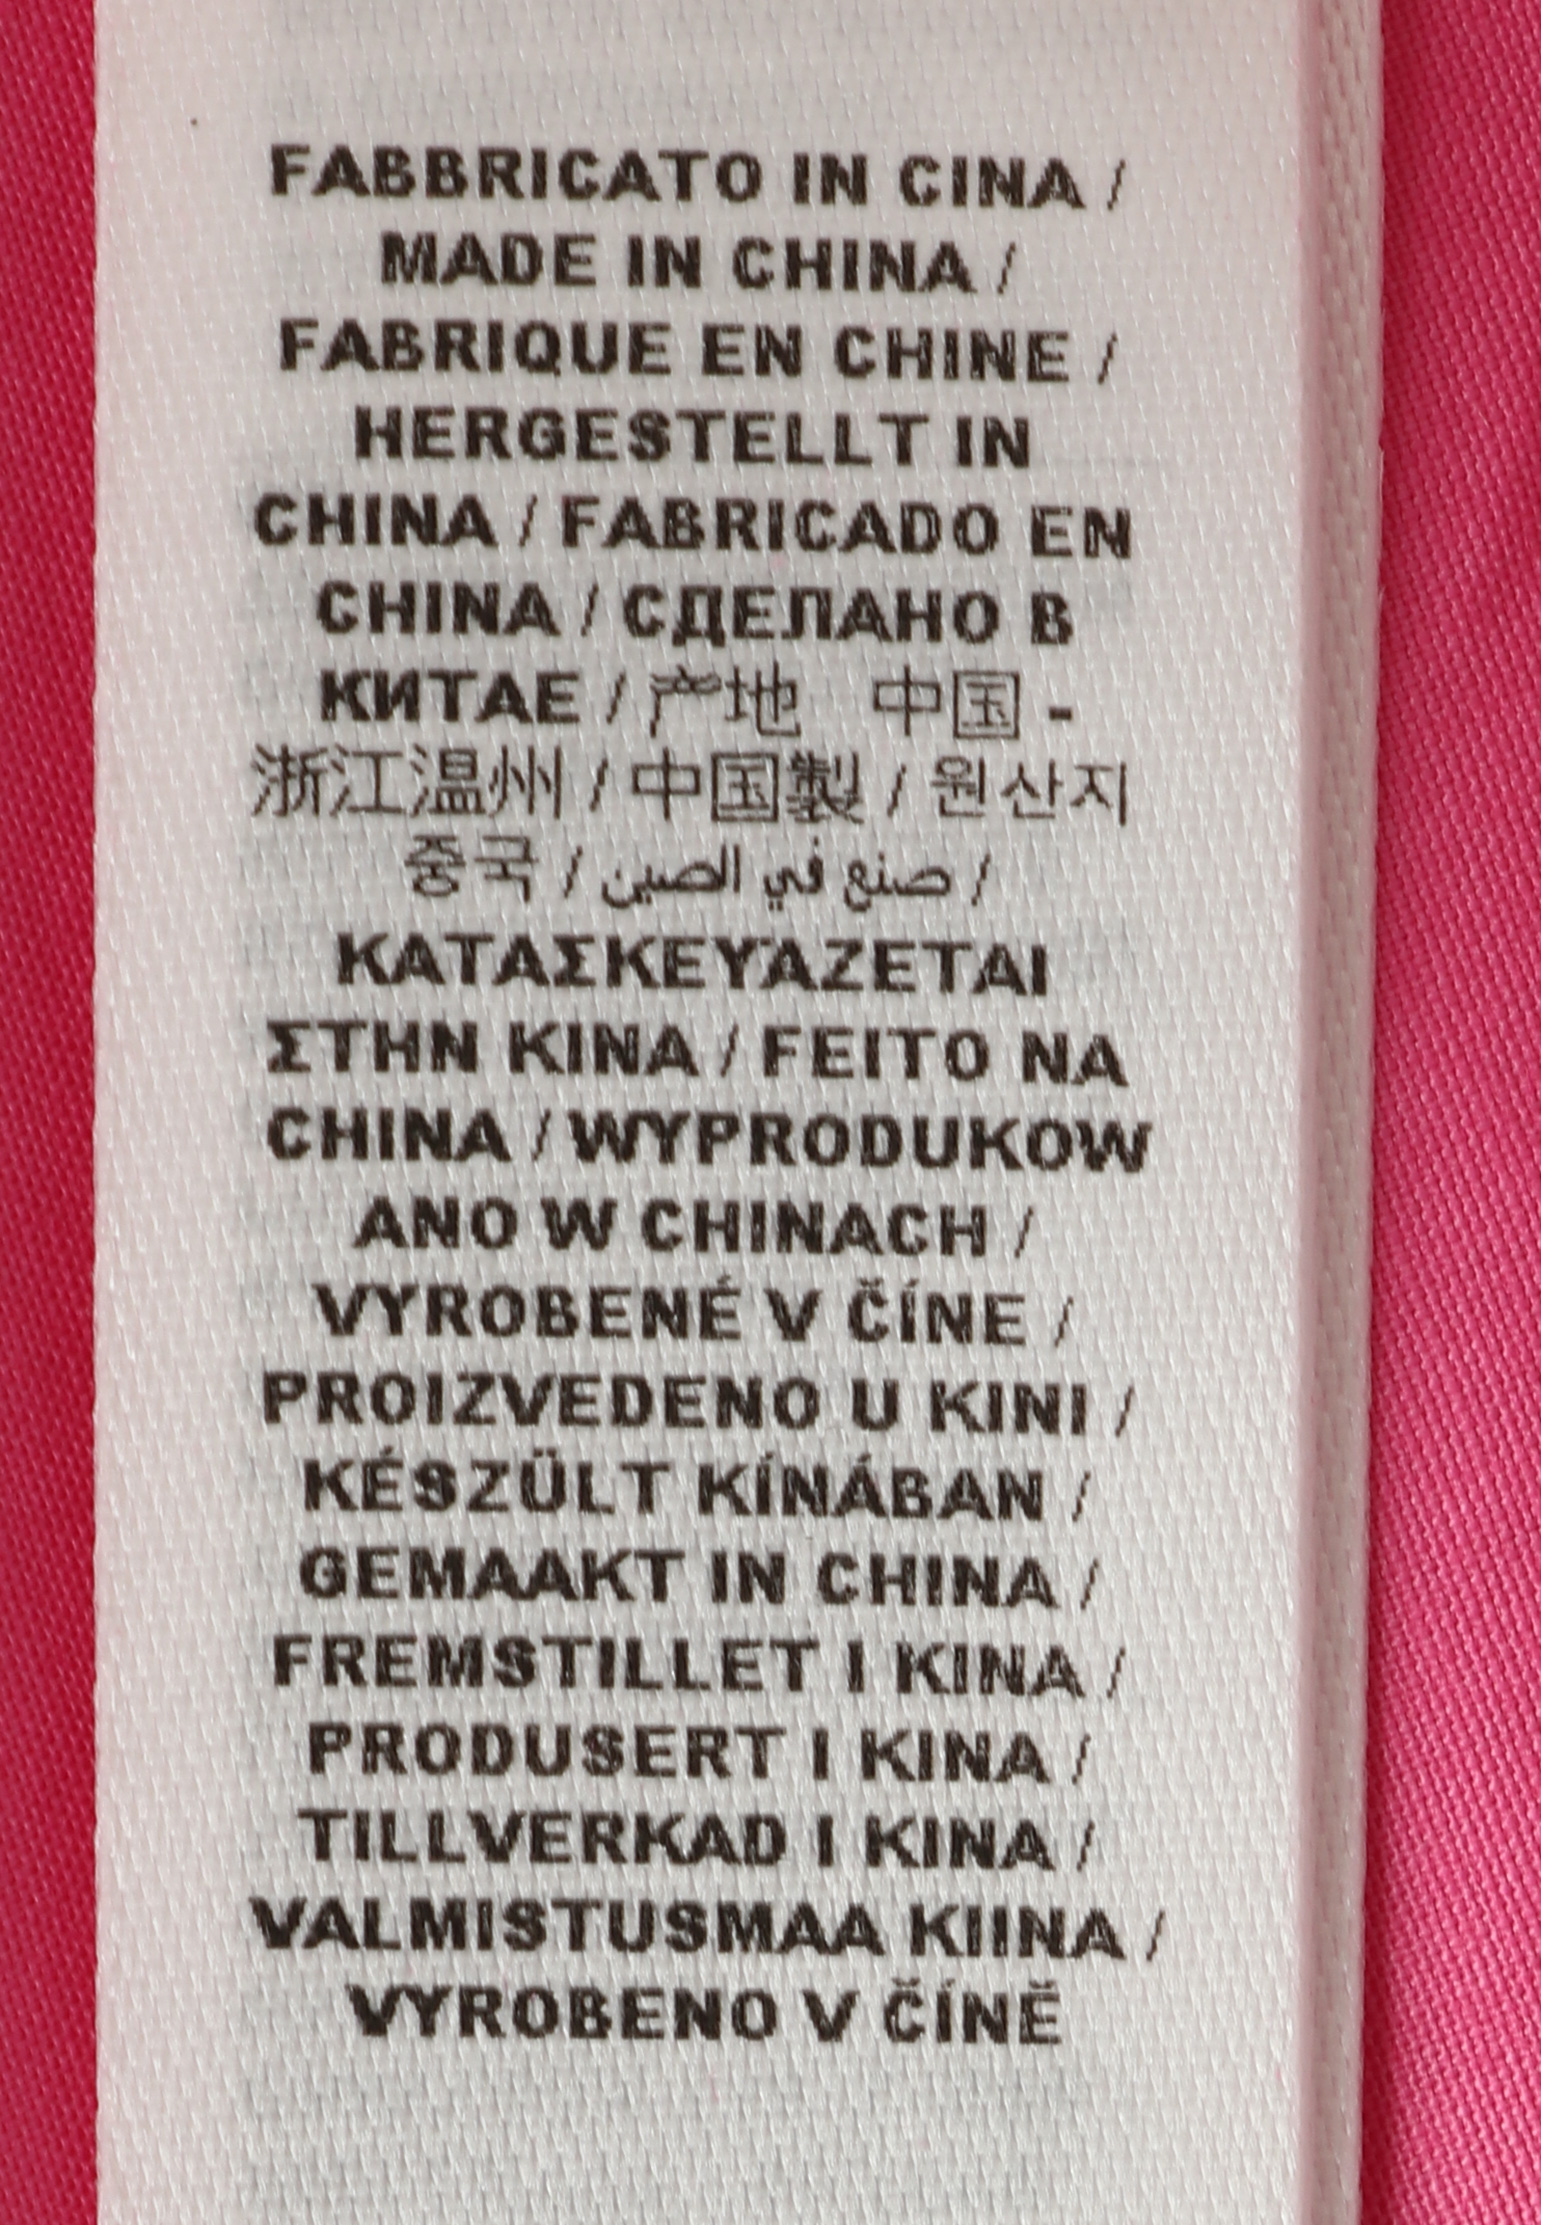 FABBRICATO IN CINA /
MADE IN CHINA /
FABRIQUE EN CHINE /
HERGESTELLT IN
CHINA / FABRICADO EN
CHINA / СДЕЛАНО В
КИТАЕ / 产地 中国 -
浙江温州 / 中国製 / 원산지
중국 / صنع في الصين /
ΚΑΤΑΣΚΕΥΑΖΕΤΑΙ
ΣΤΗΝ ΚΙΝΑ / FEITO NA
CHINA / WYPRODUKOW
ANO W CHINACH /
VYROBENÉ V ČÍNE /
PROIZVEDENO U KINI /
KÉSZÜLT KÍNÁBAN /
GEMAAKT IN CHINA /
FREMSTILLET I KINA /
PRODUSERT I KINA /
TILLVERKAD I KINA /
VALMISTUSMAA KIINA /
VYROBENO V ČÍNĚ